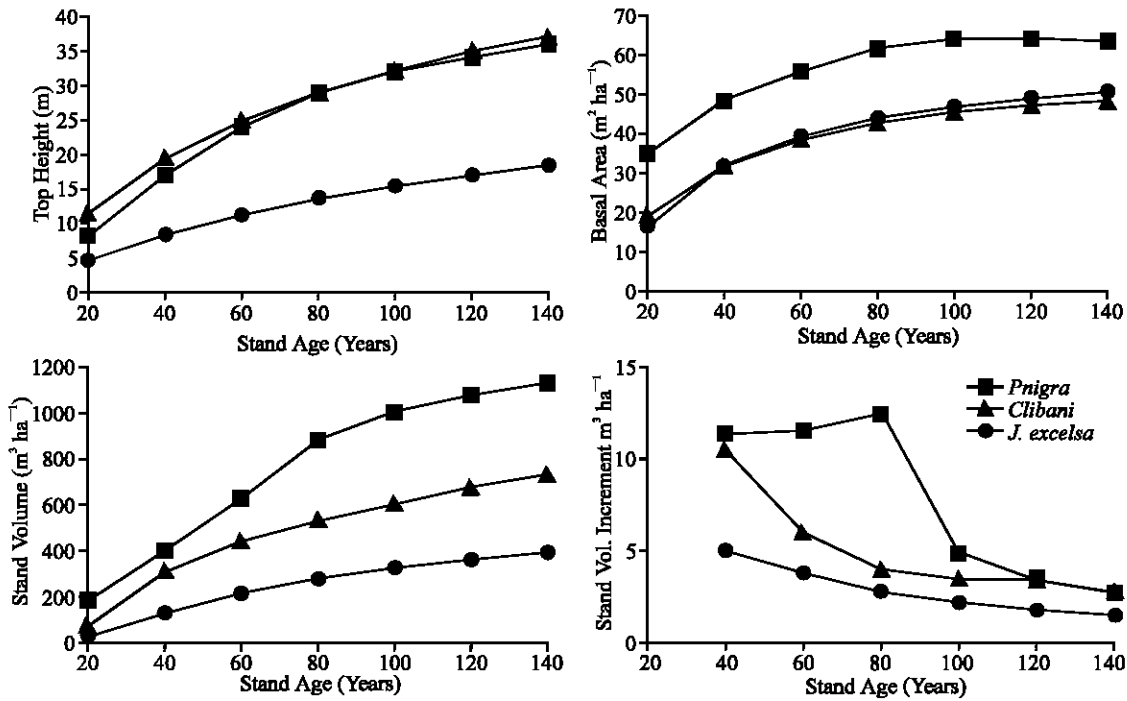 40
35
30
25
20
15
10
5
0
Top Height (m)
20 40 60 80 100 120 140
Stand Age (Years)
70
60
50
40
30
20
10
0
Basal Area (m² ha⁻¹)
20 40 60 80 100 120 140
Stand Age (Years)
1200
1000
800
600
400
200
0
Stand Volume (m³ ha⁻¹)
20 40 60 80 100 120 140
Stand Age (Years)
15
10
5
0
Stand Vol. Increment m³ ha⁻¹
Pnigra
Clibani
J. excelsa
20 40 60 80 100 120 140
Stand Age (Years)